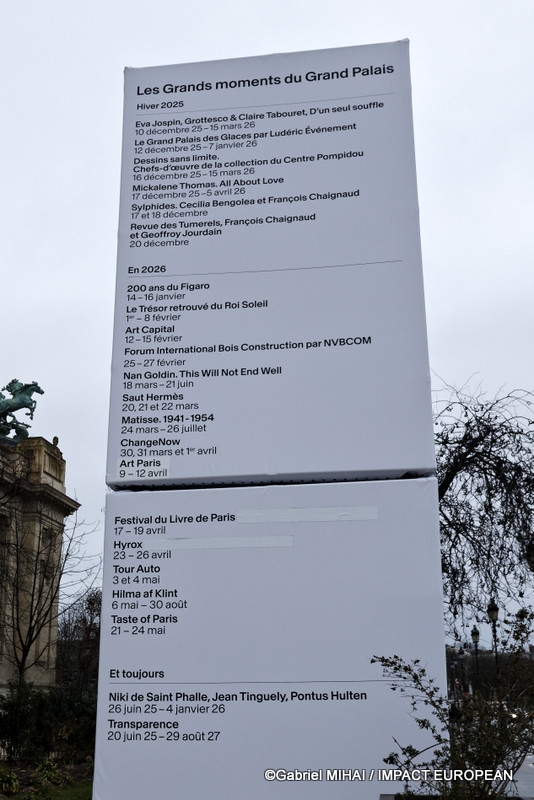 Les Grands moments du Grand Palais
Hiver 2025
Eva Jospin, Grottesco & Claire Tabouret, D'un seul souffle
10 décembre 25 – 15 mars 26
Le Grand Palais des Glaces par Ludéric Événement
12 décembre 25 – 7 janvier 26
Dessins sans limite.
Chefs-d'œuvre de la collection du Centre Pompidou
16 décembre 25 – 15 mars 26
Mickalene Thomas. All About Love
17 décembre 25 – 5 avril 26
Sylphides. Cecilia Bengolea et François Chaignaud
17 et 18 décembre
Revue des Tumerels, François Chaignaud
et Geoffroy Jourdain
20 décembre
En 2026
200 ans du Figaro
14 – 16 janvier
Le Trésor retrouvé du Roi Soleil
1er – 8 février
Art Capital
12 – 15 février
Forum International Bois Construction par NVBCOM
25 – 27 février
Nan Goldin. This Will Not End Well
18 mars – 21 juin
Saut Hermès
20, 21 et 22 mars
Matisse. 1941 - 1954
24 mars – 26 juillet
ChangeNow
30, 31 mars et 1er avril
Art Paris
9 – 12 avril
Festival du Livre de Paris
17 – 19 avril
Hyrox
23 – 26 avril
Tour Auto
3 et 4 mai
Hilma af Klint
6 mai – 30 août
Taste of Paris
21 – 24 mai
Et toujours
Niki de Saint Phalle, Jean Tinguely, Pontus Hulten
26 juin 25 – 4 janvier 26
Transparence
20 juin 25 – 29 août 27
©Gabriel MIHAI / IMPACT EUROPEAN